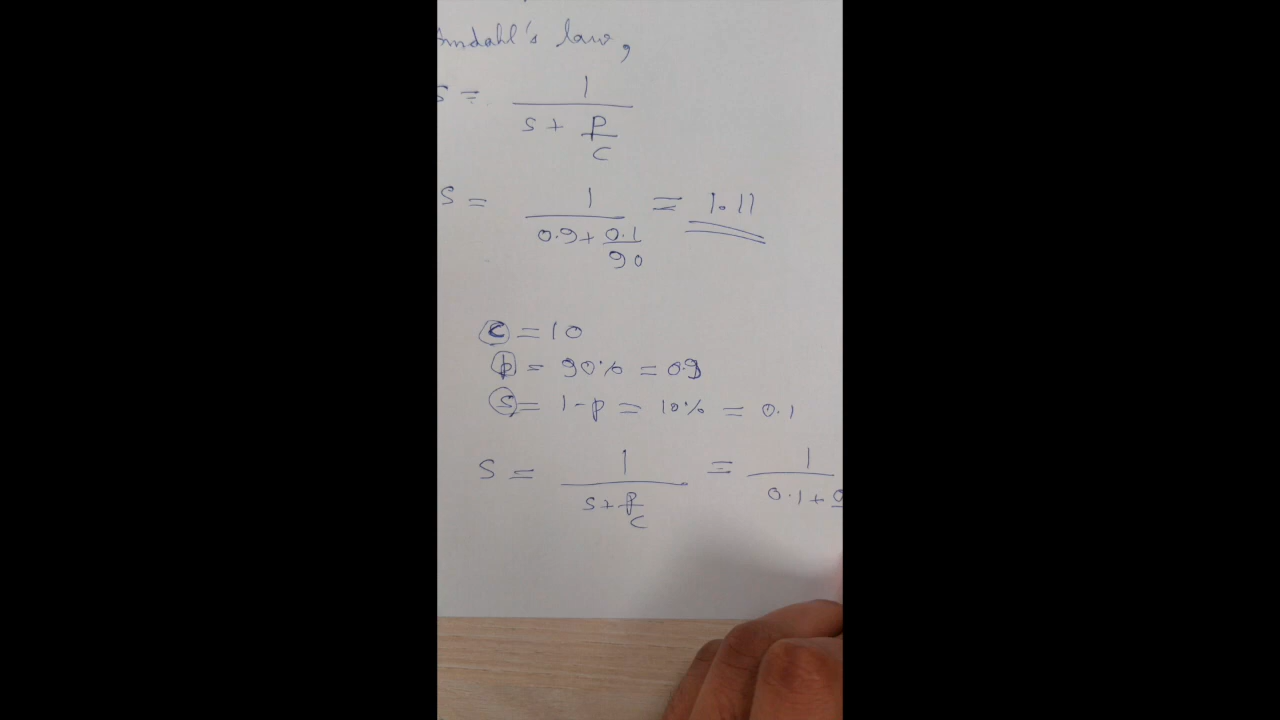 Amdahl's law,
S = 1 / (s + p/c)
S = 1 / (0.9 + 0.1/90) = 1.11
c = 10
p = 90% = 0.9
s = 1 - p = 10% = 0.1
S = 1 / (s + p/c) = 1 / (0.1 + 0